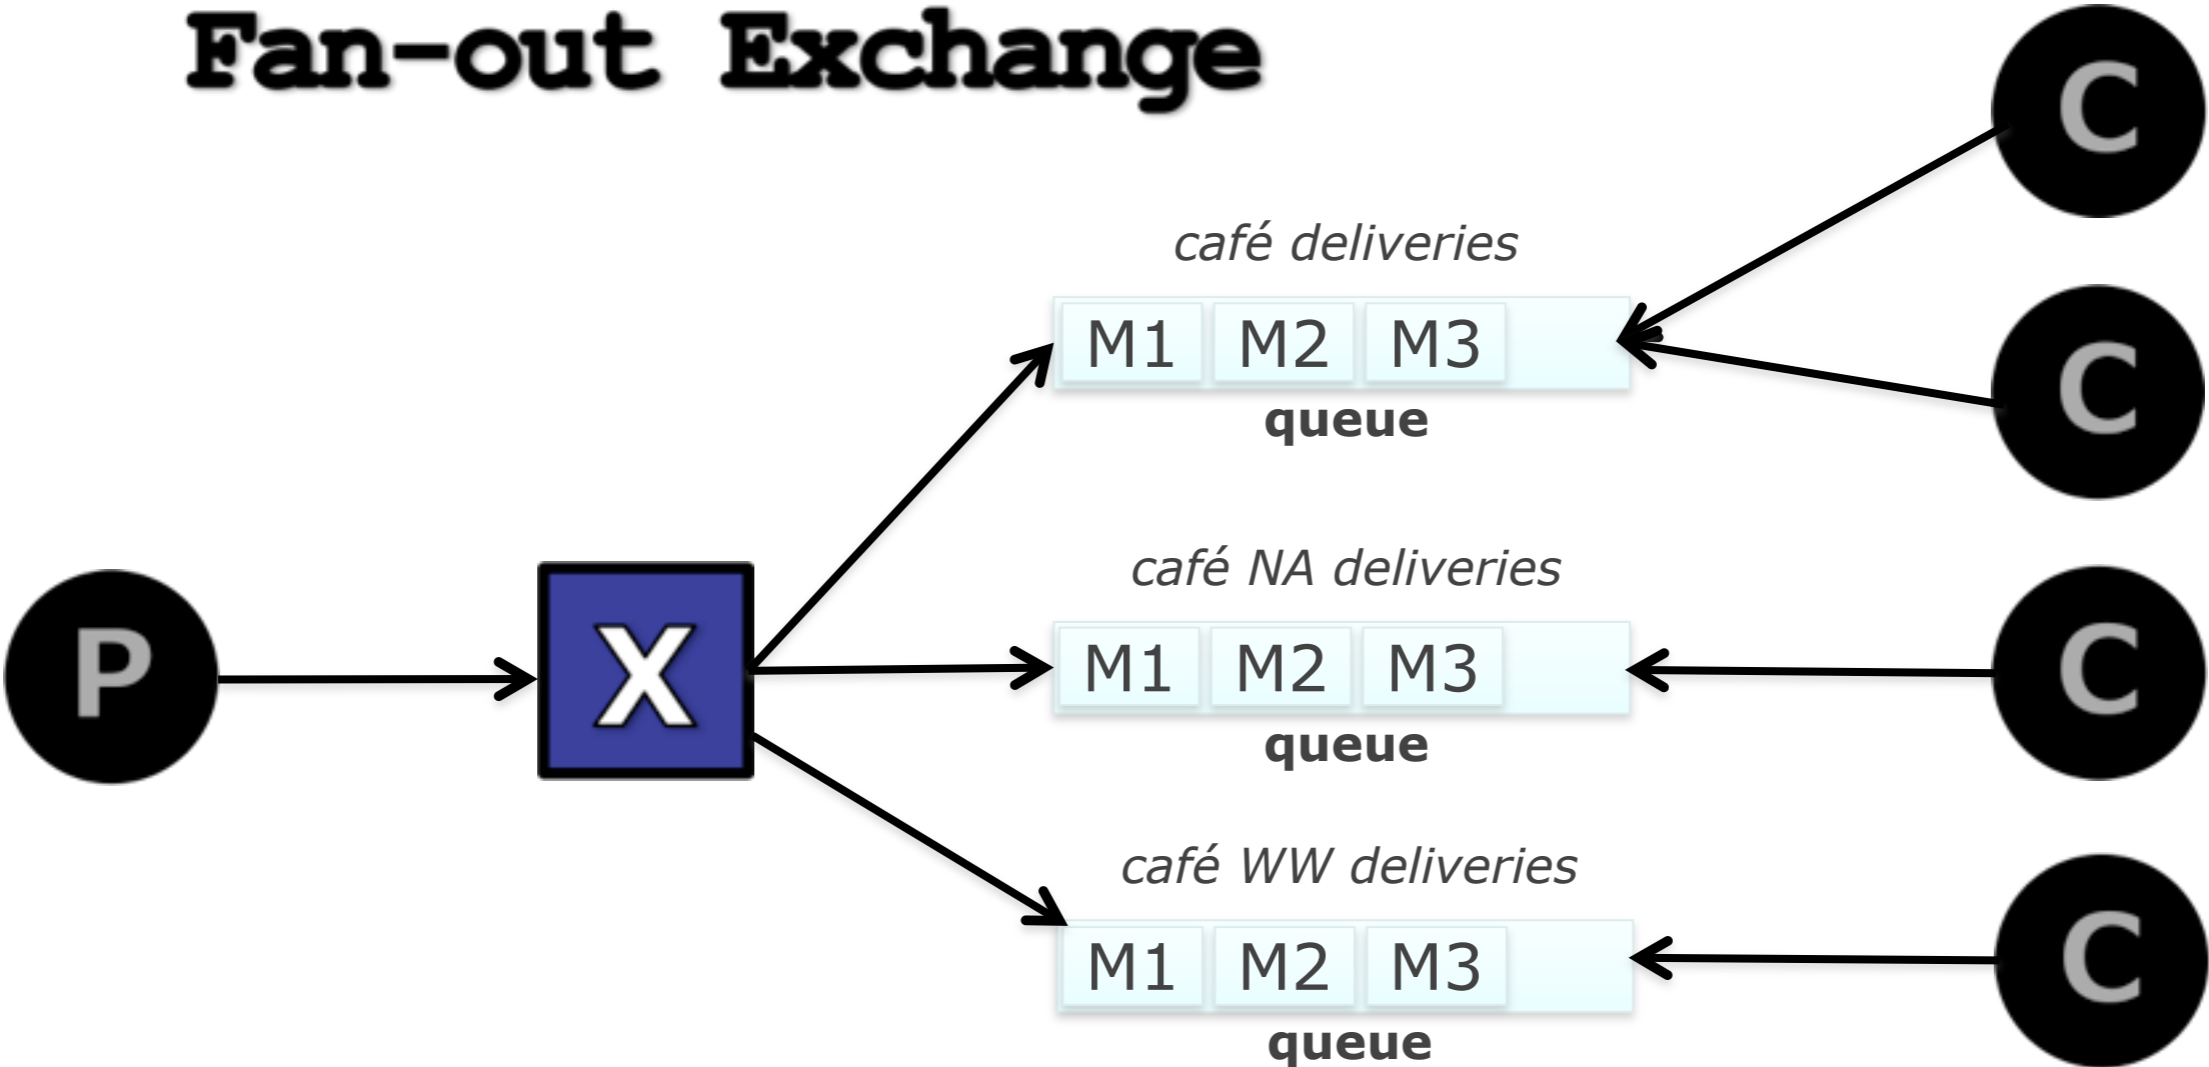 Fan-out Exchange
C
café deliveries
M1 M2 M3
queue
C
café NA deliveries
P
X
M1 M2 M3
C
queue
café WW deliveries
M1 M2 M3
C
queue